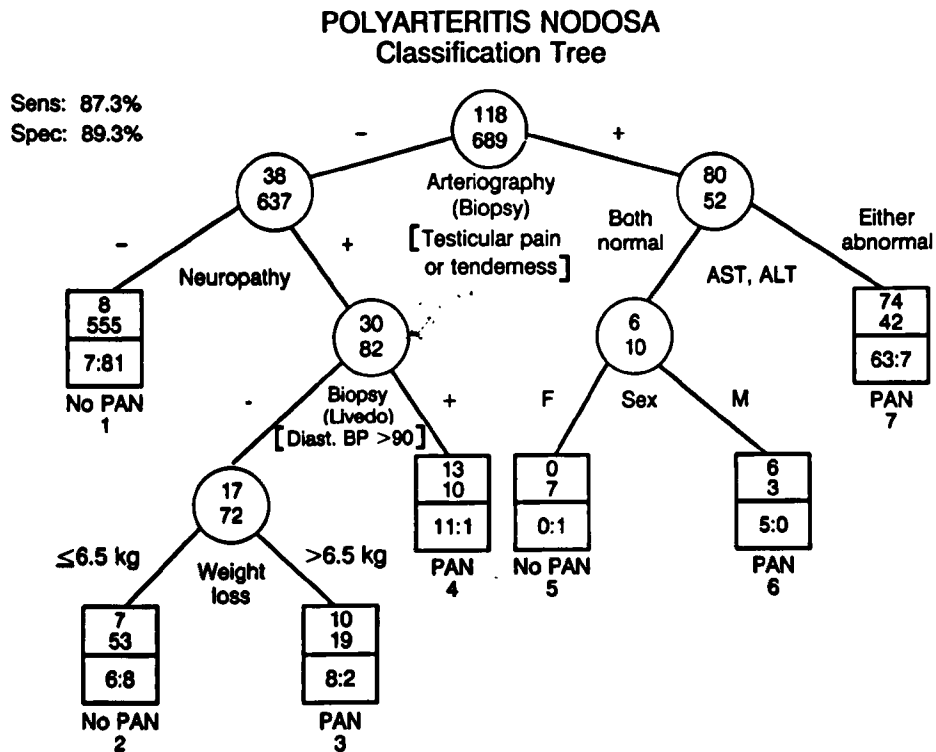 POLYARTERITIS NODOSA
Classification Tree
Sens: 87.3%
Spec: 89.3%
118
689
-
+
38
637
Arteriography
(Biopsy)
[Testicular pain
or tenderness]
80
52
-
Neuropathy
+
Both
normal
AST, ALT
Either
abnormal
8
555
7:81
No PAN
1
30
82
6
10
74
42
63:7
PAN
7
-
Biopsy
(Livedo)
[Diast. BP >90]
+
F
Sex
M
17
72
13
10
11:1
PAN
4
0
7
0:1
No PAN
5
6
3
5:0
PAN
6
≤6.5 kg
Weight
loss
>6.5 kg
7
53
6:8
No PAN
2
10
19
8:2
PAN
3